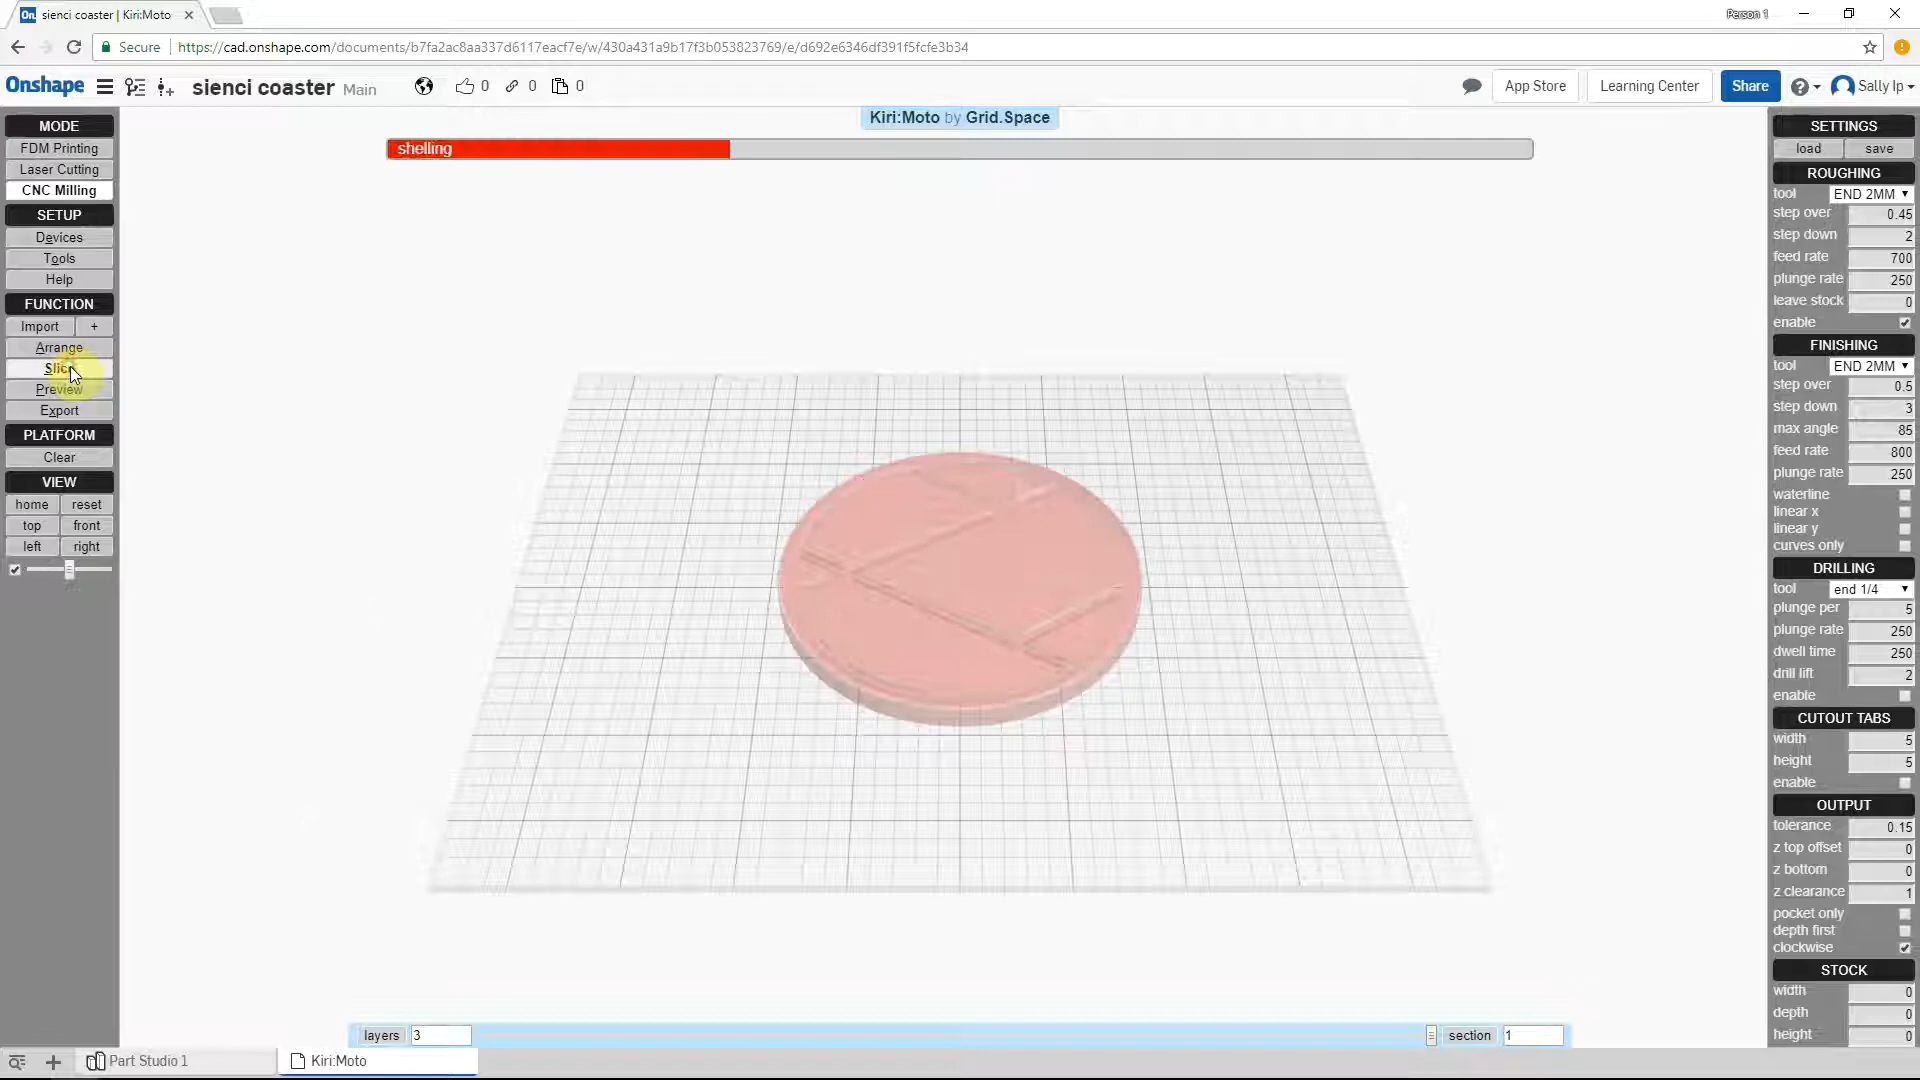 sienci coaster | Kiri:Moto
Person 1
Secure
https://cad.onshape.com/documents/b7fa2ac8aa337d6117eacf7e/w/430a431a9b17f3b053823769/e/d692e6346df391f5fcfe3b34
Onshape
sienci coaster Main
0
0
0
App Store
Learning Center
Share
Sally Ip
Kiri:Moto by Grid.Space
shelling
MODE
FDM Printing
Laser Cutting
CNC Milling
SETUP
Devices
Tools
Help
FUNCTION
Import +
Arrange
Slice
Preview
Export
PLATFORM
Clear
VIEW
home reset
top front
left right
SETTINGS
load save
ROUGHING
tool END 2MM
step over 0.45
step down 2
feed rate 700
plunge rate 250
leave stock 0
enable
FINISHING
tool END 2MM
step over 0.5
step down 3
max angle 85
feed rate 800
plunge rate 250
waterline
linear x
linear y
curves only
DRILLING
tool end 1/4
plunge per 5
plunge rate 250
dwell time 250
drill lift 2
enable
CUTOUT TABS
width 5
height 5
enable
OUTPUT
tolerance 0.15
z top offset 0
z bottom 0
z clearance 1
pocket only
depth first
clockwise
STOCK
width 0
depth 0
height 0
layers 3
section 1
Part Studio 1
Kiri:Moto